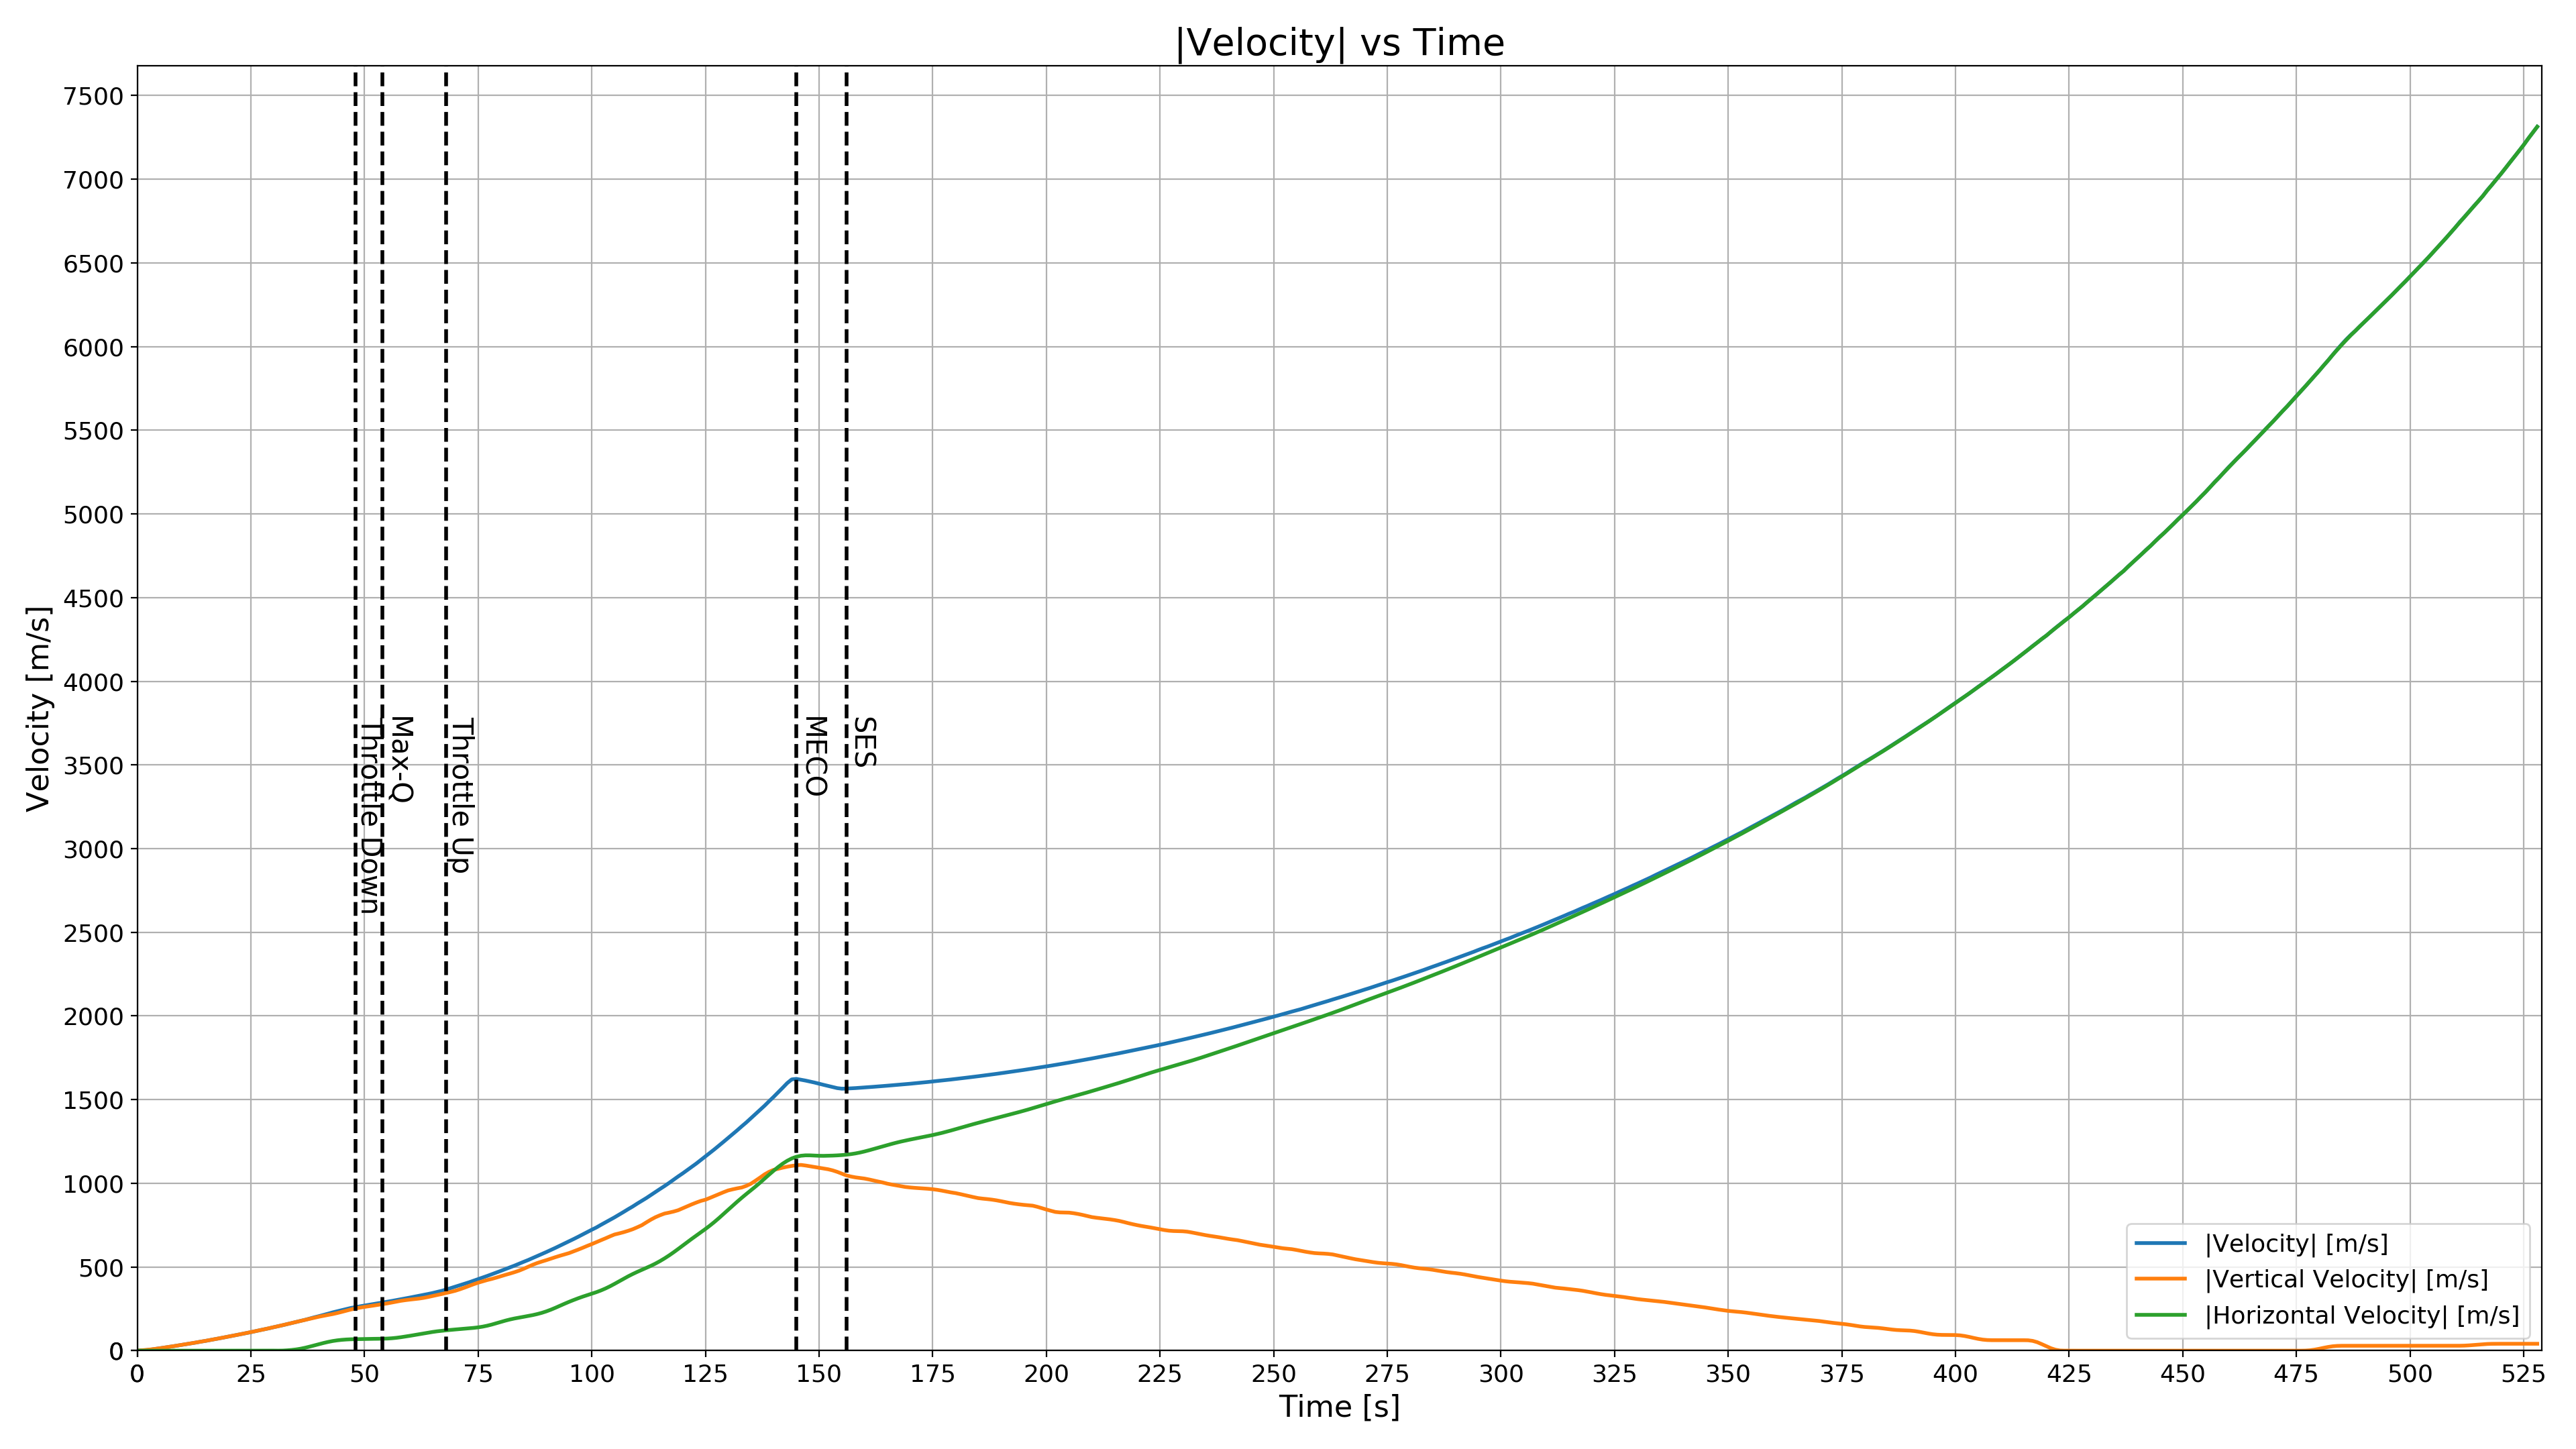 |Velocity| vs Time
Velocity [m/s]
7500
7000
6500
6000
5500
5000
4500
4000
3500
3000
2500
2000
1500
1000
500
0
Throttle Down
Max-Q
Throttle Up
MECO
SES
|Velocity| [m/s]
|Vertical Velocity| [m/s]
|Horizontal Velocity| [m/s]
0 25 50 75 100 125 150 175 200 225 250 275 300 325 350 375 400 425 450 475 500 525
Time [s]